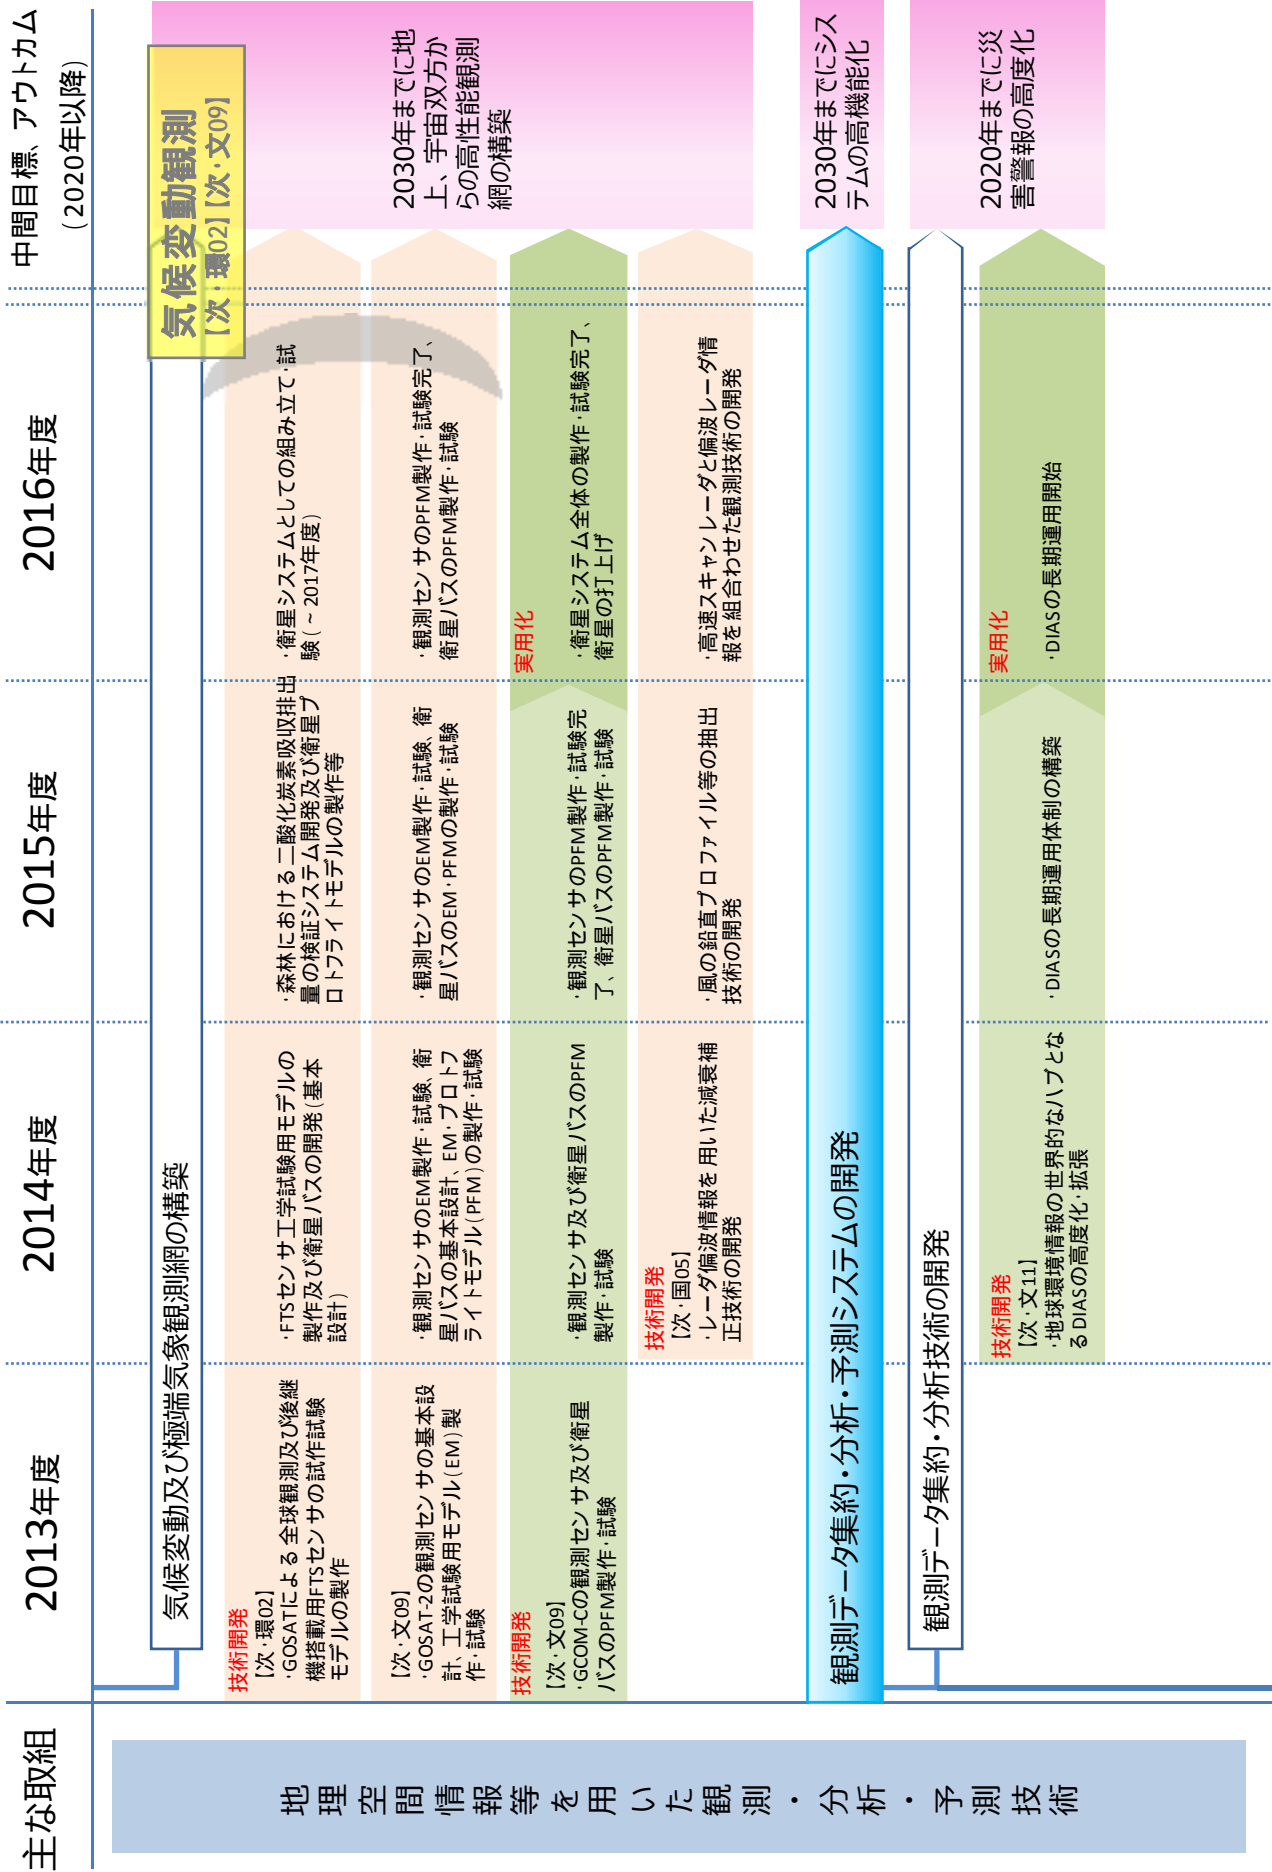 主な取組
2013年度
2014年度
2015年度
2016年度
中間目標、アウトカム
(2020年以降)
地理空間情報等を用いた観測・分析・予測技術
気候変動及び極端気象観測網の構築
気候変動観測
【次・環02】【次・文09】
技術開発
【次・環02】
・GOSATによる全球観測及び後継
機搭載用FTSセンサの試作試験
モデルの製作
・FTSセンサ工学試験用モデルの
製作及び衛星バスの開発(基本
設計)
・森林における二酸化炭素吸収排出
量の検証システム開発及び衛星プ
ロトフライトモデルの製作等
・衛星システムとしての組み立て・試
験(~2017年度)
【次・文09】
・GOSAT-2の観測センサの基本設
計、工学試験用モデル(EM)製
作・試験
・観測センサのEM製作・試験、衛
星バスの基本設計、EM・プロトフ
ライトモデル(PFM)の製作・試験
・観測センサのEM製作・試験、衛
星バスのEM・PFMの製作・試験
・観測センサのPFM製作・試験完了、
衛星バスのPFM製作・試験
技術開発
【次・文09】
・GCOM-Cの観測センサ及び衛星
バスのPFM製作・試験
・観測センサ及び衛星バスのPFM
製作・試験
・観測センサのPFM製作・試験完
了、衛星バスのPFM製作・試験
実用化
・衛星システム全体の製作・試験完了、
衛星の打上げ
技術開発
【次・国05】
・レーダ偏波情報を用いた減衰補
正技術の開発
・風の鉛直プロファイル等の抽出
技術の開発
・高速スキャンレーダと偏波レーダ情
報を組合わせた観測技術の開発
2030年までに地
上、宇宙双方か
らの高性能観測
網の構築
観測データ集約・分析・予測システムの開発
2030年までにシス
テムの高機能化
観測データ集約・分析技術の開発
技術開発
【次・文11】
・地球環境情報の世界的なハブとな
るDIASの高度化・拡張
・DIASの長期運用体制の構築
実用化
・DIASの長期運用開始
2020年までに災
害警報の高度化